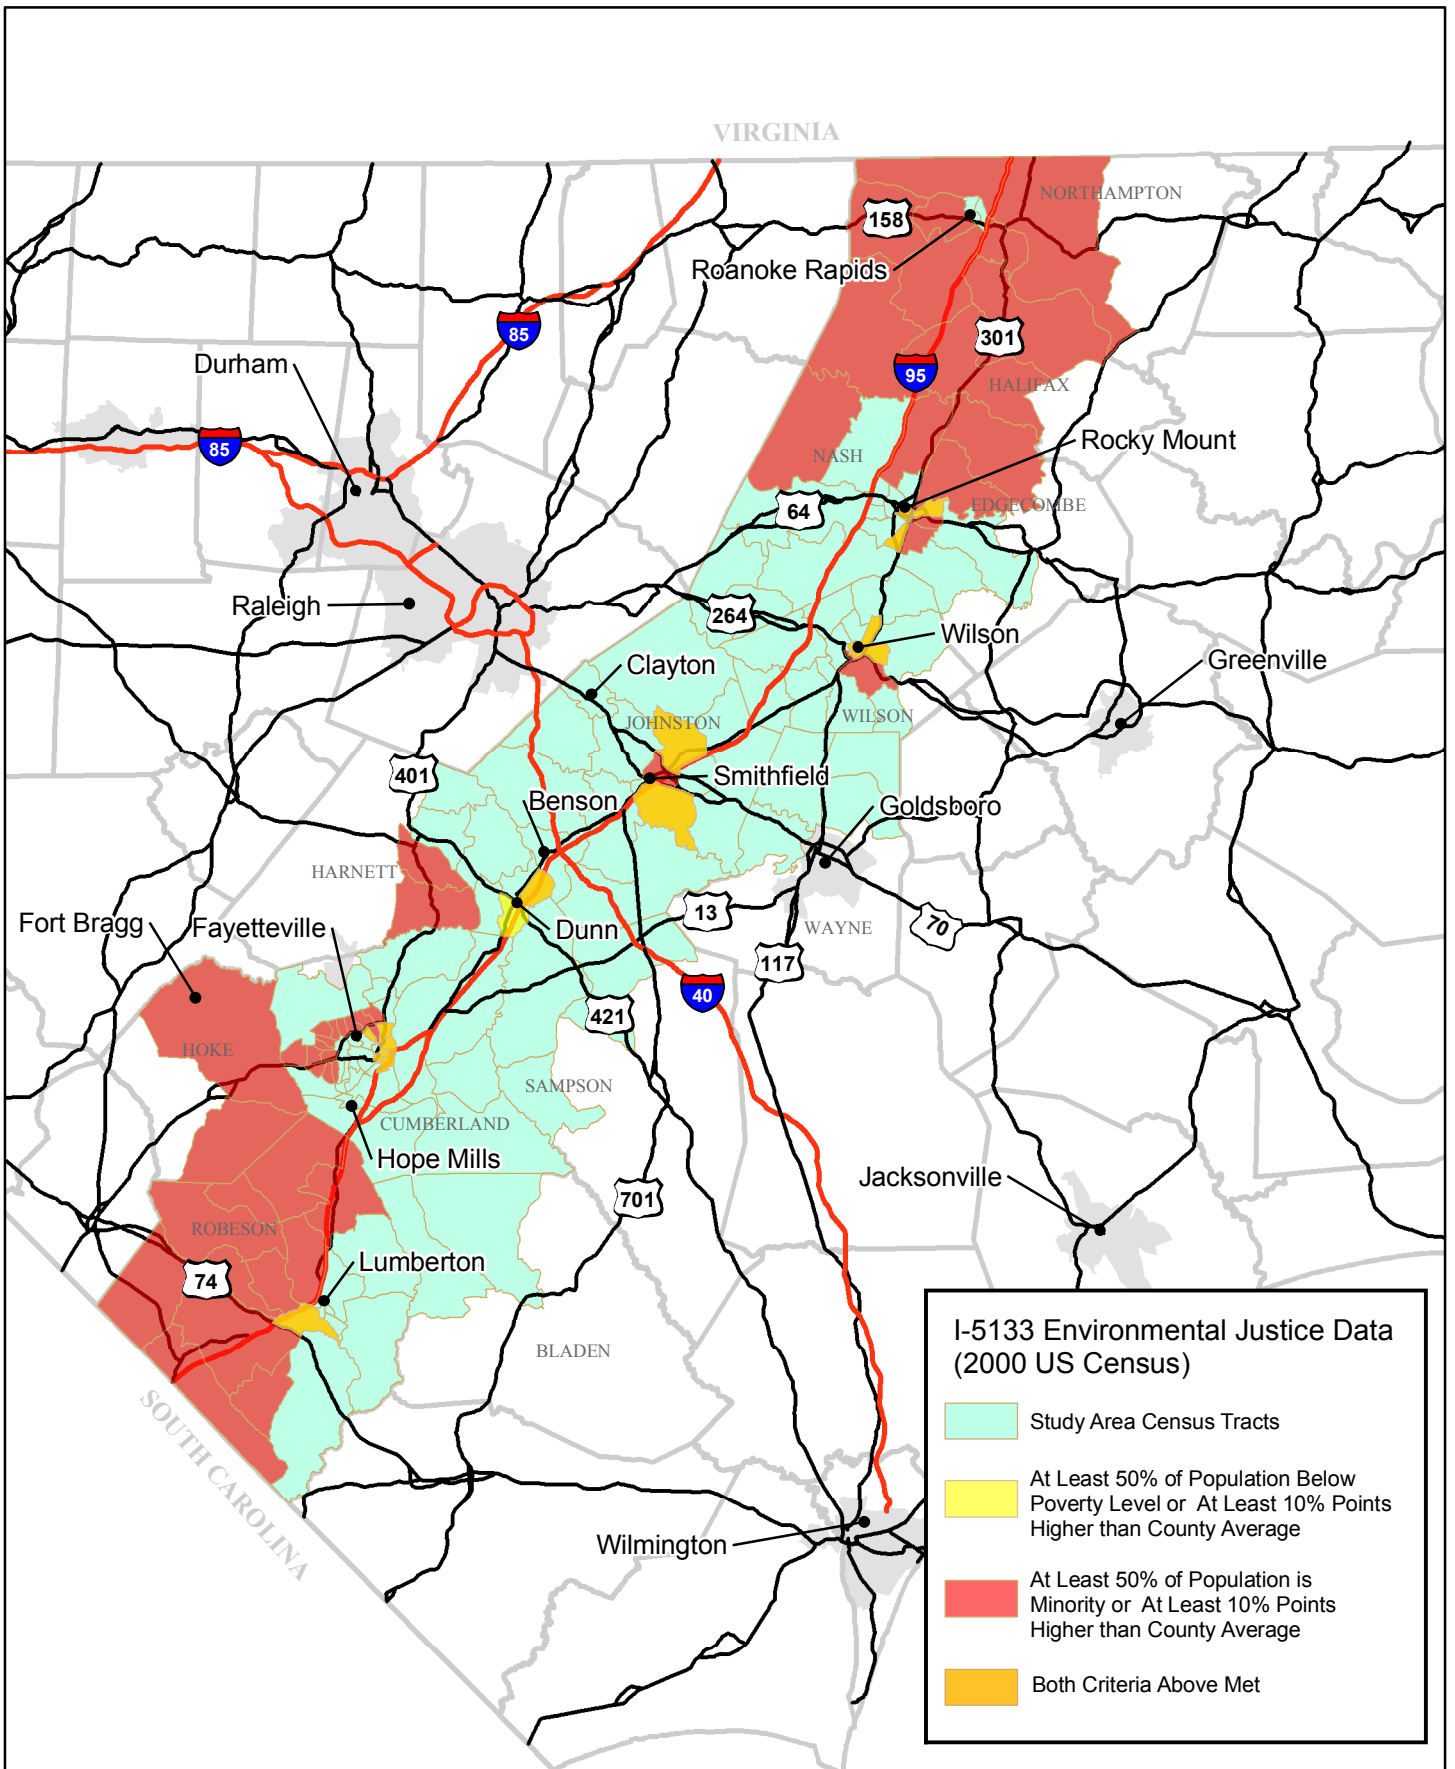 VIRGINIA
NORTHAMPTON
158
Roanoke Rapids
85
301
Durham
95
HALIFAX
85
Rocky Mount
NASH
64
EDGECOMBE
Raleigh
264
Wilson
Clayton
Greenville
JOHNSTON
WILSON
401
Smithfield
Benson
Goldsboro
HARNETT
Fort Bragg
Fayetteville
13
Dunn
WAYNE
70
117
40
421
HOKE
SAMPSON
CUMBERLAND
Hope Mills
Jacksonville
701
ROBESON
Lumberton
74
BLADEN
SOUTH CAROLINA
Wilmington
I-5133 Environmental Justice Data
(2000 US Census)
Study Area Census Tracts
At Least 50% of Population Below
Poverty Level or At Least 10% Points
Higher than County Average
At Least 50% of Population is
Minority or At Least 10% Points
Higher than County Average
Both Criteria Above Met